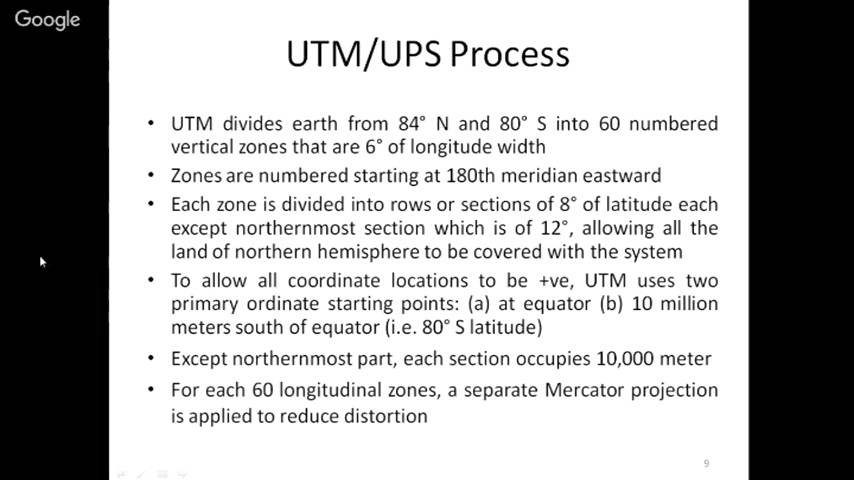 Google
UTM/UPS Process
• UTM divides earth from 84° N and 80° S into 60 numbered
vertical zones that are 6° of longitude width
• Zones are numbered starting at 180th meridian eastward
• Each zone is divided into rows or sections of 8° of latitude each
except northernmost section which is of 12°, allowing all the
land of northern hemisphere to be covered with the system
• To allow all coordinate locations to be +ve, UTM uses two
primary ordinate starting points: (a) at equator (b) 10 million
meters south of equator (i.e. 80° S latitude)
• Except northernmost part, each section occupies 10,000 meter
• For each 60 longitudinal zones, a separate Mercator projection
is applied to reduce distortion
9